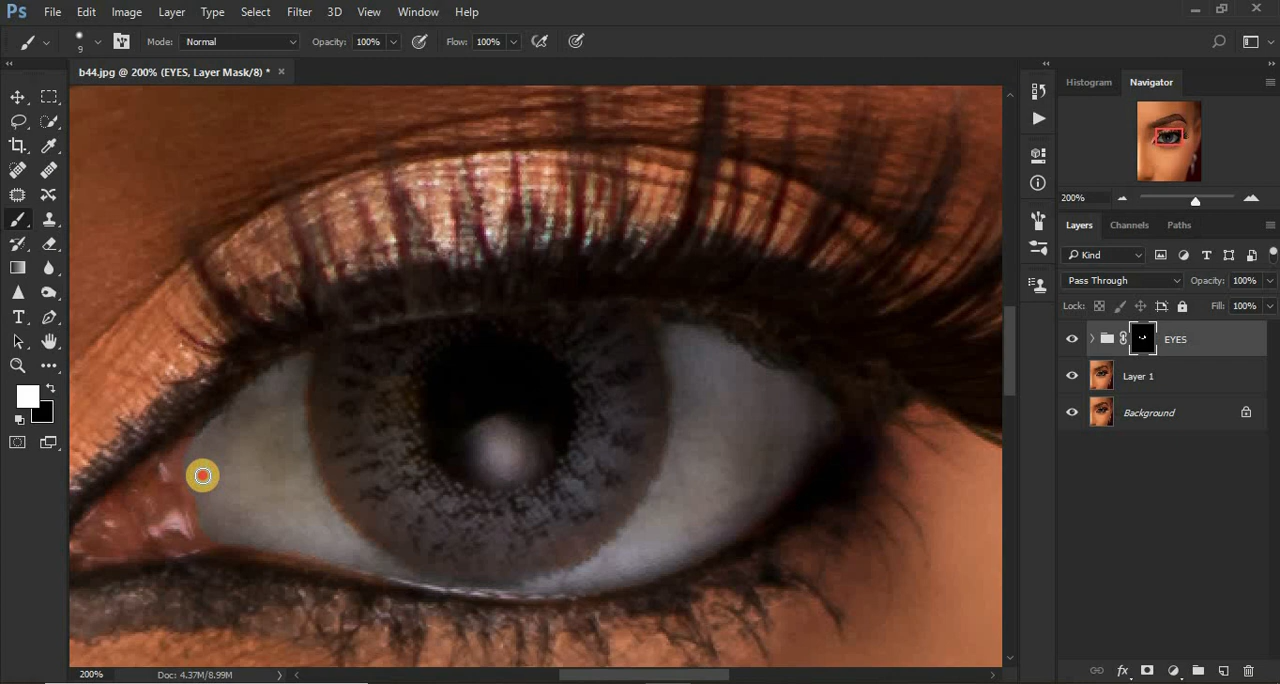 Ps File Edit Image Layer Type Select Filter 3D View Window Help
9 Mode: Normal Opacity: 100% Flow: 100%
b44.jpg @ 200% (EYES, Layer Mask/8) * ×
Histogram Navigator
200%
Layers Channels Paths
Kind
Pass Through Opacity: 100%
Lock: Fill: 100%
EYES
Layer 1
Background
200% Doc: 4.37M/8.99M